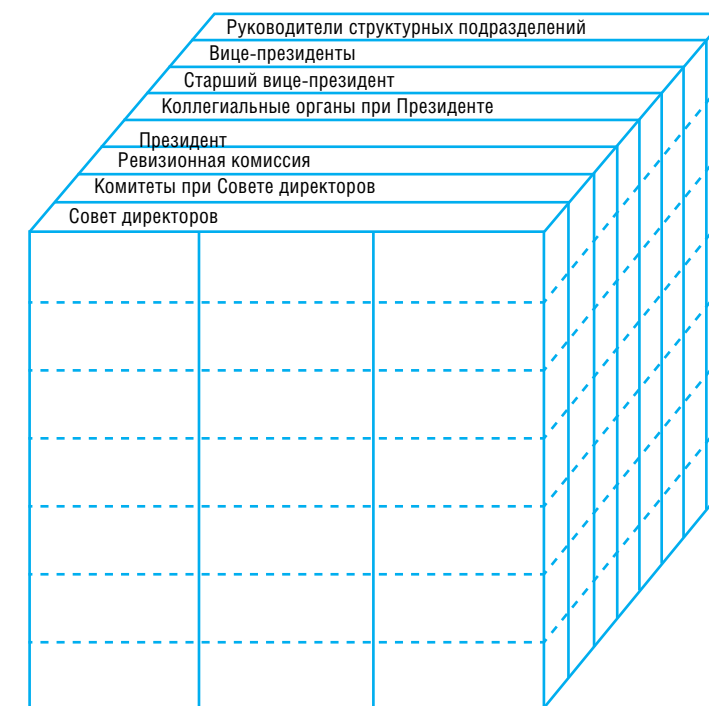 Руководители структурных подразделений
Вице-президенты
Старший вице-президент
Коллегиальные органы при Президенте
Президент
Ревизионная комиссия
Комитеты при Совете директоров
Совет директоров